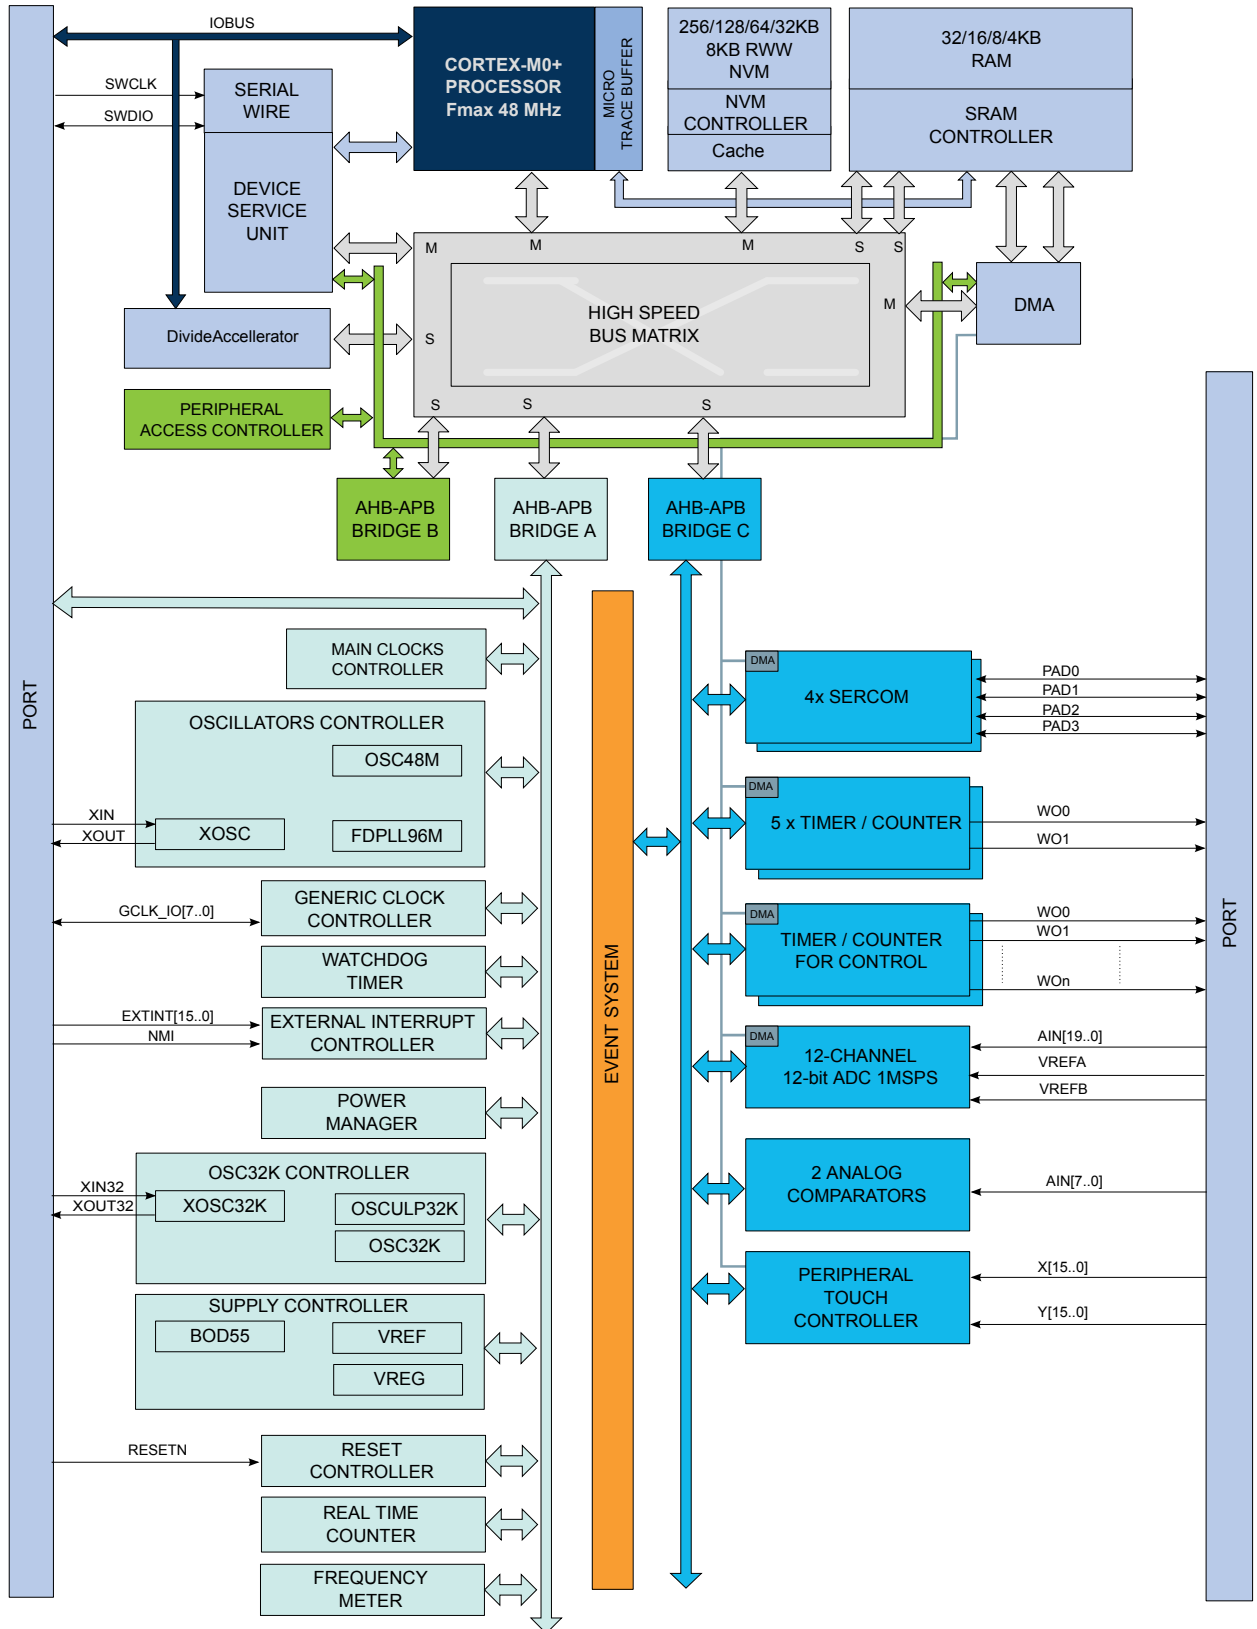 IOBUS
SWCLK
SWDIO
SERIAL
WIRE
DEVICE
SERVICE
UNIT
CORTEX-M0+
PROCESSOR
Fmax 48 MHz
MICRO
TRACE BUFFER
256/128/64/32KB
8KB RWW
NVM
NVM
CONTROLLER
Cache
32/16/8/4KB
RAM
SRAM
CONTROLLER
M
M
M
S
S
M
S
S
S
S
HIGH SPEED
BUS MATRIX
DMA
DivideAccellerator
PERIPHERAL
ACCESS CONTROLLER
AHB-APB
BRIDGE B
AHB-APB
BRIDGE A
AHB-APB
BRIDGE C
PORT
MAIN CLOCKS
CONTROLLER
OSCILLATORS CONTROLLER
OSC48M
XIN
XOUT
XOSC
FDPLL96M
GCLK_IO[7..0]
GENERIC CLOCK
CONTROLLER
WATCHDOG
TIMER
EXTINT[15..0]
NMI
EXTERNAL INTERRUPT
CONTROLLER
POWER
MANAGER
OSC32K CONTROLLER
XIN32
XOUT32
XOSC32K
OSCULP32K
OSC32K
SUPPLY CONTROLLER
BOD55
VREF
VREG
RESETN
RESET
CONTROLLER
REAL TIME
COUNTER
FREQUENCY
METER
EVENT SYSTEM
DMA
4x SERCOM
PAD0
PAD1
PAD2
PAD3
DMA
5 x TIMER / COUNTER
WO0
WO1
DMA
TIMER / COUNTER
FOR CONTROL
WO0
WO1
WOn
DMA
12-CHANNEL
12-bit ADC 1MSPS
AIN[19..0]
VREFA
VREFB
2 ANALOG
COMPARATORS
AIN[7..0]
PERIPHERAL
TOUCH
CONTROLLER
X[15..0]
Y[15..0]
PORT